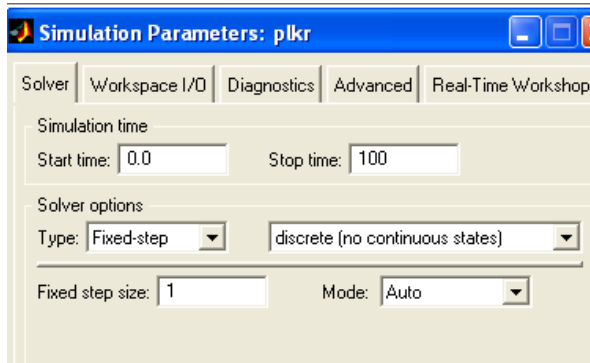 Simulation Parameters: plkr
Solver Workspace I/O Diagnostics Advanced Real-Time Workshop
Simulation time
Start time: 0.0 Stop time: 100
Solver options
Type: Fixed-step discrete (no continuous states)
Fixed step size: 1 Mode: Auto